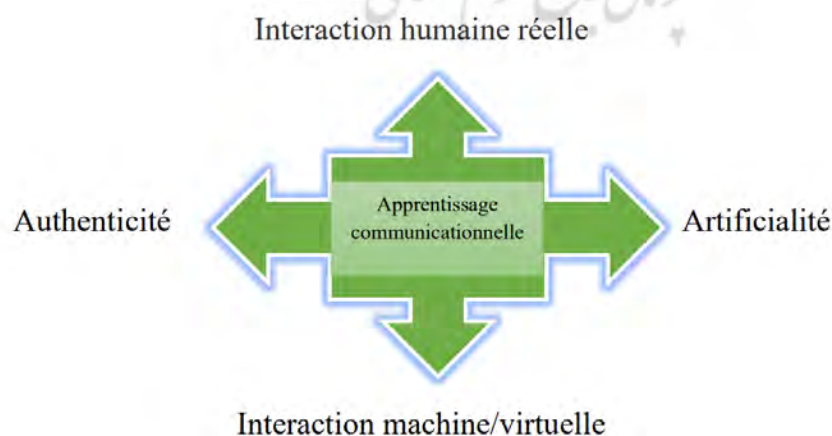 Interaction humaine réelle
Authenticité
Apprentissage
communicationnelle
Artificialité
Interaction machine/virtuelle